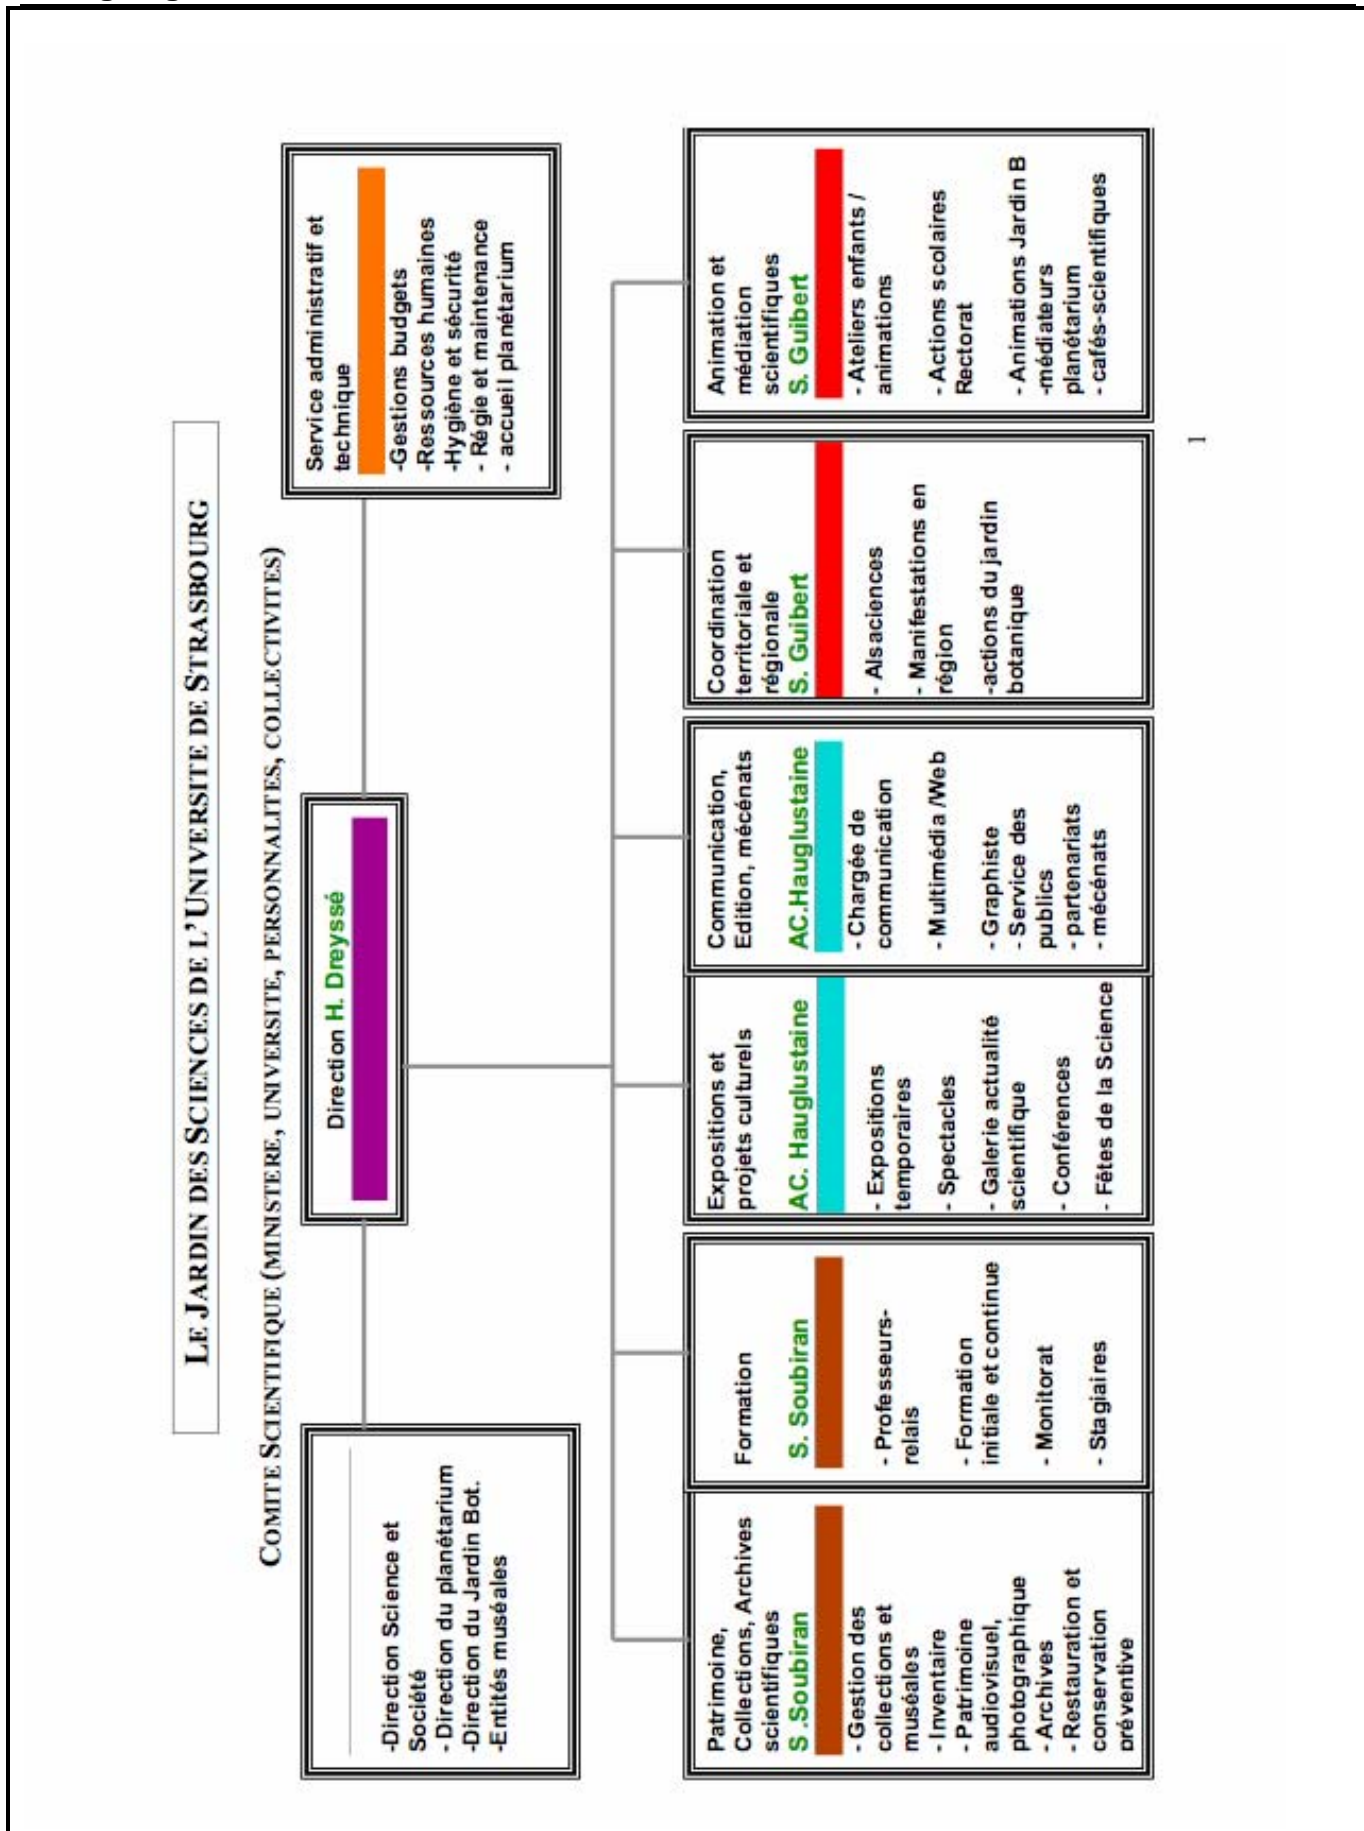 LE JARDIN DES SCIENCES DE L'UNIVERSITE DE STRASBOURG
COMITE SCIENTIFIQUE (MINISTERE, UNIVERSITE, PERSONNALITES, COLLECTIVITES)
-Direction Science et
Société
- Direction du planétarium
-Direction du Jardin Bot.
-Entités muséales
Direction H. Dreyssé
Service administratif et
technique
-Gestions budgets
-Ressources humaines
-Hygiène et sécurité
- Régie et maintenance
- accueil planétarium
Patrimoine,
Collections, Archives
scientifiques
S .Soubiran
- Gestion des
collections et
muséales
- Inventaire
- Patrimoine
audiovisuel,
photographique
- Archives
- Restauration et
conservation
préventive
Formation
S. Soubiran
- Professeurs-
relais
- Formation
initiale et continue
- Monitorat
- Stagiaires
Expositions et
projets culturels
AC. Hauglustaine
- Expositions
temporaires
- Spectacles
- Galerie actualité
scientifique
- Conférences
- Fêtes de la Science
Communication,
Edition, mécénats
AC.Hauglustaine
- Chargée de
communication
- Multimédia /Web
- Graphiste
- Service des
publics
- partenariats
- mécénats
Coordination
territoriale et
régionale
S. Guibert
- Alsaciences
- Manifestations en
région
-actions du jardin
botanique
Animation et
médiation
scientifiques
S. Guibert
- Ateliers enfants /
animations
- Actions scolaires
Rectorat
- Animations Jardin B
-médiateurs
planétarium
- cafés-scientifiques
1